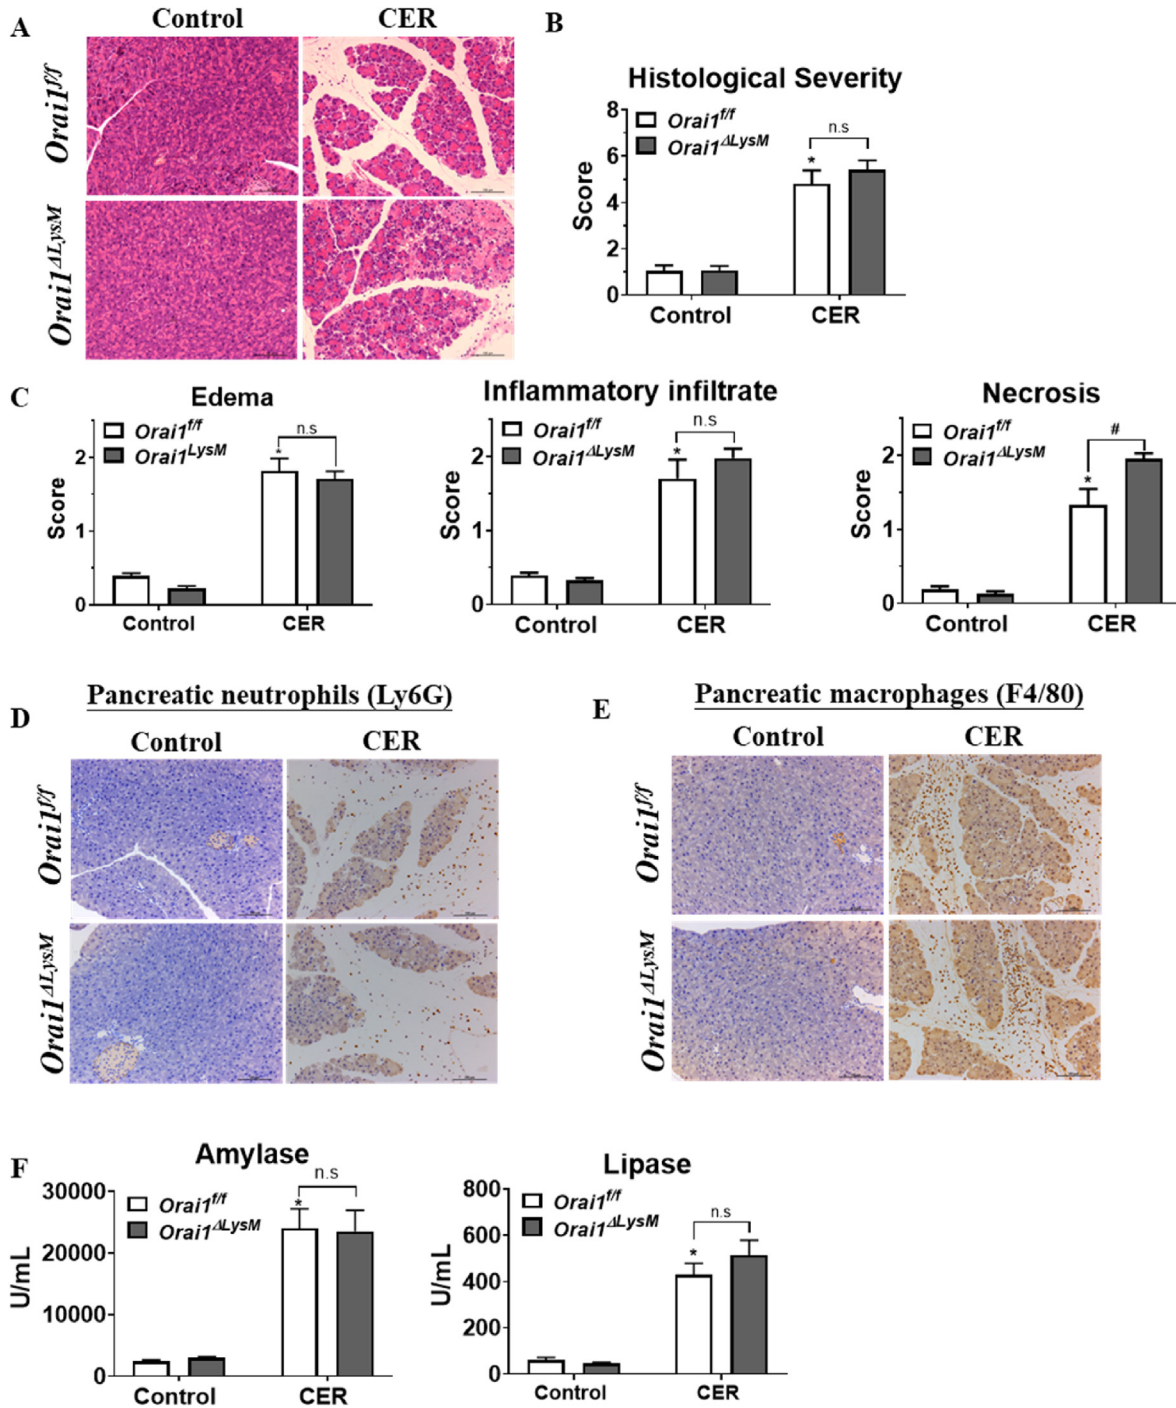 A
Control CER
Orai1f/f
Orai1ΔLysM
B
Histological Severity
Orai1f/f
Orai1ΔLysM
n.s
*
Score
8
6
4
2
0
Control CER
C
Edema
Orai1f/f
Orai1LysM
n.s
*
Score
2
1
0
Control CER
Inflammatory infiltrate
Orai1f/f
Orai1ΔLysM
n.s
*
Score
2
1
0
Control CER
Necrosis
Orai1f/f
Orai1ΔLysM
#
*
Score
2
1
0
Control CER
D
Pancreatic neutrophils (Ly6G)
Control CER
Orai1f/f
Orai1ΔLysM
E
Pancreatic macrophages (F4/80)
Control CER
Orai1f/f
Orai1ΔLysM
F
Amylase
Orai1f/f
Orai1ΔLysM
n.s
*
U/mL
30000
20000
10000
0
Control CER
Lipase
Orai1f/f
Orai1ΔLysM
n.s
*
U/mL
800
600
400
200
0
Control CER